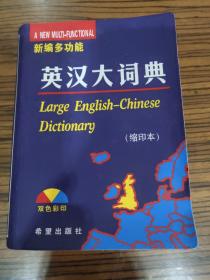 A NEW MULTI-FUNCTIONAL
新编多功能
英汉大词典
Large English-Chinese
Dictionary
(缩印本)
双色彩印
希望出版社